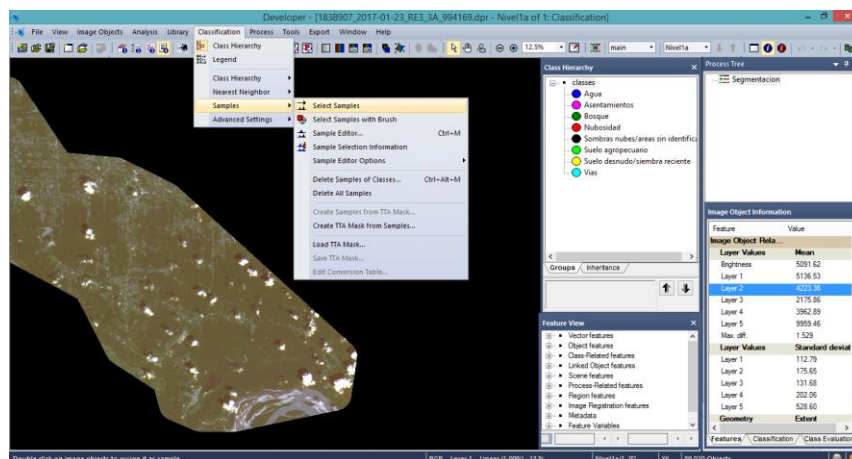 Developer - [1838907_2017-01-23_RE3_3A_994169.dpr - Nivel1a of 1: Classification]
File View Image Objects Analysis Library Classification Process Tools Export Window Help
12.5% main Nivel1a
Class Hierarchy
Legend
Class Hierarchy
Nearest Neighbor
Samples
Advanced Settings
Select Samples
Select Samples with Brush
Sample Editor... Ctrl+M
Sample Selection Information
Sample Editor Options
Delete Samples of Classes... Ctrl+Alt+M
Delete All Samples
Create Samples from TTA Mask...
Create TTA Mask from Samples...
Load TTA Mask...
Save TTA Mask...
Edit Conversion Table...
Class Hierarchy
classes
Agua
Asentamientos
Bosque
Nubosidad
Sombras nubes/areas sin identifica
Suelo agropecuario
Suelo desnudo/siembra reciente
Vias
Groups Inheritance
Feature View
Vector features
Object features
Class-Related features
Linked Object features
Scene features
Process-Related features
Region features
Image Registration features
Metadata
Feature Variables
Process Tree
Segmentacion
Image Object Information
Feature Value
Image Object Rela...
Layer Values Mean
Brightness 5091.62
Layer 1 5136.53
Layer 2 4223.36
Layer 3 2175.86
Layer 4 3962.89
Layer 5 9959.46
Max. diff. 1.529
Layer Values Standard deviat
Layer 1 112.79
Layer 2 175.65
Layer 3 131.68
Layer 4 202.06
Layer 5 528.60
Geometry Extent
Features Classification Class Evaluation
Double click on image objects to assign it as sample.